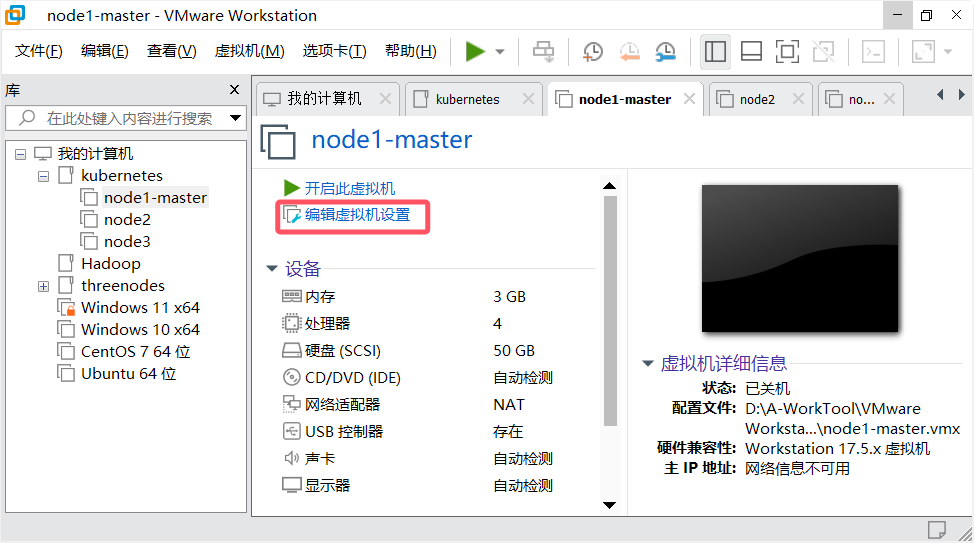 node1-master - VMware Workstation
文件(F) 编辑(E) 查看(V) 虚拟机(M) 选项卡(T) 帮助(H)
库
在此处键入内容进行搜索
我的计算机
kubernetes
node1-master
node2
node3
Hadoop
threenodes
Windows 11 x64
Windows 10 x64
CentOS 7 64 位
Ubuntu 64 位
我的计算机 kubernetes node1-master node2 no...
node1-master
开启此虚拟机
编辑虚拟机设置
设备
内存 3 GB
处理器 4
硬盘 (SCSI) 50 GB
CD/DVD (IDE) 自动检测
网络适配器 NAT
USB 控制器 存在
声卡 自动检测
显示器 自动检测
虚拟机详细信息
状态: 已关机
配置文件: D:\A-WorkTool\VMware
Worksta...\node1-master.vmx
硬件兼容性: Workstation 17.5.x 虚拟机
主 IP 地址: 网络信息不可用